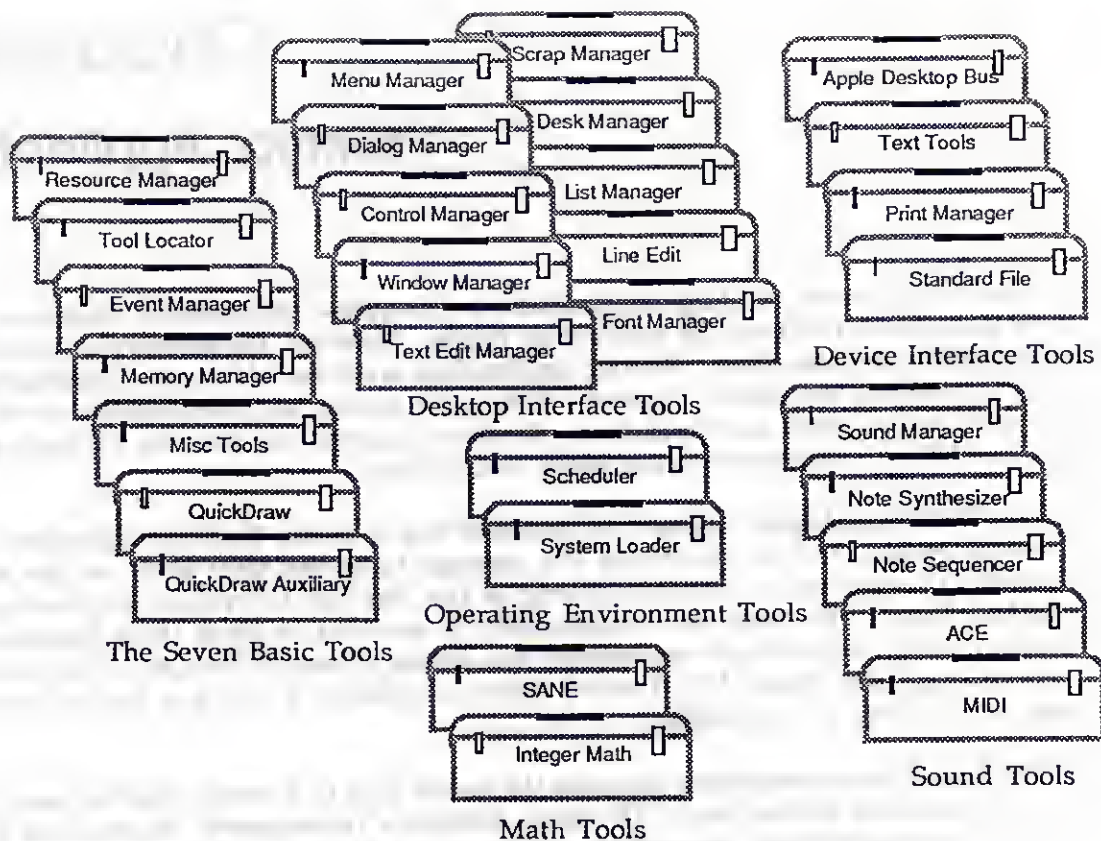 Resource Manager
Tool Locator
Event Manager
Memory Manager
Misc Tools
QuickDraw
QuickDraw Auxiliary
The Seven Basic Tools
Menu Manager
Dialog Manager
Control Manager
Window Manager
Text Edit Manager
Scrap Manager
Desk Manager
List Manager
Line Edit
Font Manager
Desktop Interface Tools
Scheduler
System Loader
Operating Environment Tools
SANE
Integer Math
Math Tools
Apple Desktop Bus
Text Tools
Print Manager
Standard File
Device Interface Tools
Sound Manager
Note Synthesizer
Note Sequencer
ACE
MIDI
Sound Tools